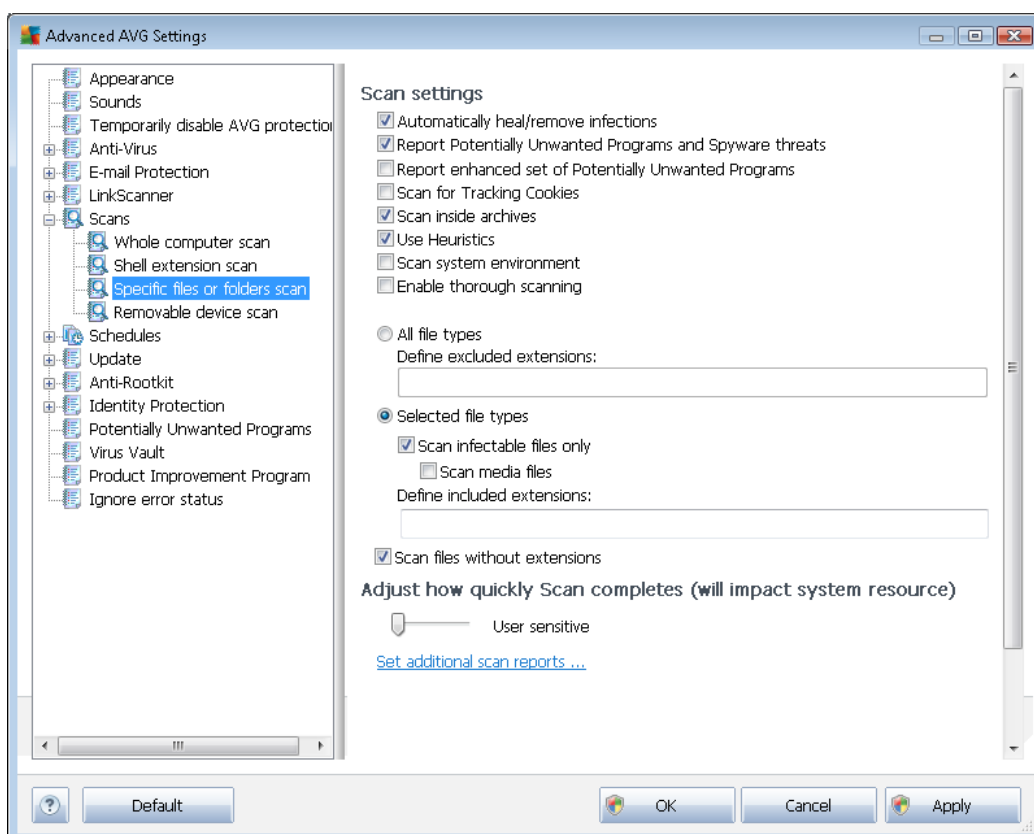 Advanced AVG Settings
Appearance
Sounds
Temporarily disable AVG protection
Anti-Virus
E-mail Protection
LinkScanner
Scans
Whole computer scan
Shell extension scan
Specific files or folders scan
Removable device scan
Schedules
Update
Anti-Rootkit
Identity Protection
Potentially Unwanted Programs
Virus Vault
Product Improvement Program
Ignore error status
Scan settings
Automatically heal/remove infections
Report Potentially Unwanted Programs and Spyware threats
Report enhanced set of Potentially Unwanted Programs
Scan for Tracking Cookies
Scan inside archives
Use Heuristics
Scan system environment
Enable thorough scanning
All file types
Define excluded extensions:
Selected file types
Scan infectable files only
Scan media files
Define included extensions:
Scan files without extensions
Adjust how quickly Scan completes (will impact system resource)
User sensitive
Set additional scan reports ...
?
Default
OK
Cancel
Apply